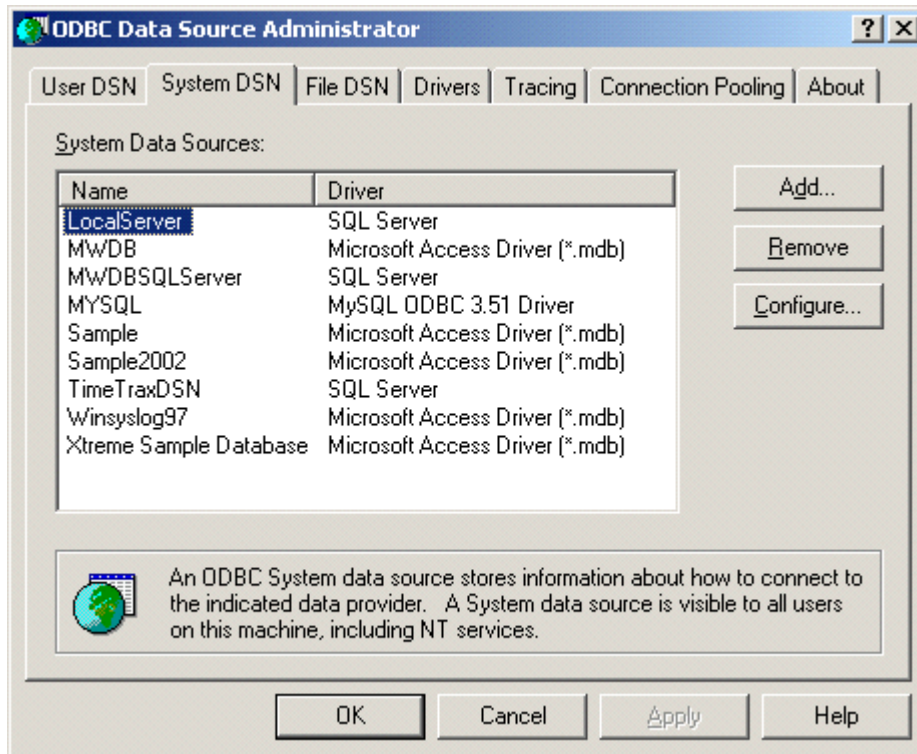 ODBC Data Source Administrator
User DSN System DSN File DSN Drivers Tracing Connection Pooling About
System Data Sources:
Name Driver
LocalServer SQL Server
MWDB Microsoft Access Driver (*.mdb)
MWDBSQLServer SQL Server
MYSQL MySQL ODBC 3.51 Driver
Sample Microsoft Access Driver (*.mdb)
Sample2002 Microsoft Access Driver (*.mdb)
TimeTraxDSN SQL Server
Winsyslog97 Microsoft Access Driver (*.mdb)
Xtreme Sample Database Microsoft Access Driver (*.mdb)
Add...
Remove
Configure...
An ODBC System data source stores information about how to connect to
the indicated data provider. A System data source is visible to all users
on this machine, including NT services.
OK Cancel Apply Help